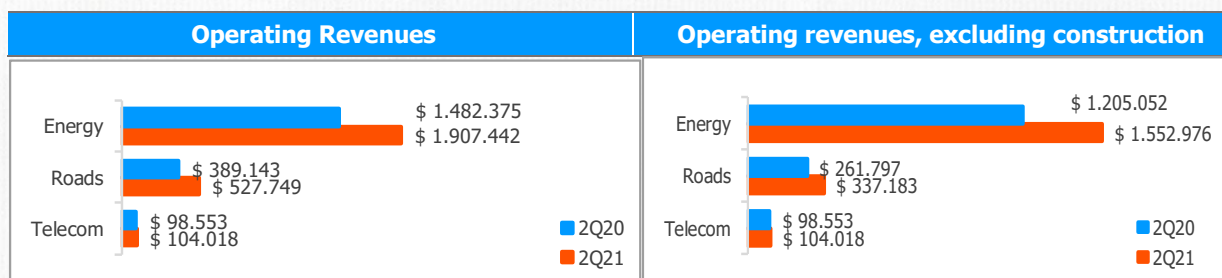 Operating Revenues
Energy
$ 1.482.375
$ 1.907.442
Roads
$ 389.143
$ 527.749
Telecom
$ 98.553
$ 104.018
2Q20
2Q21
Operating revenues, excluding construction
Energy
$ 1.205.052
$ 1.552.976
Roads
$ 261.797
$ 337.183
Telecom
$ 98.553
$ 104.018
2Q20
2Q21